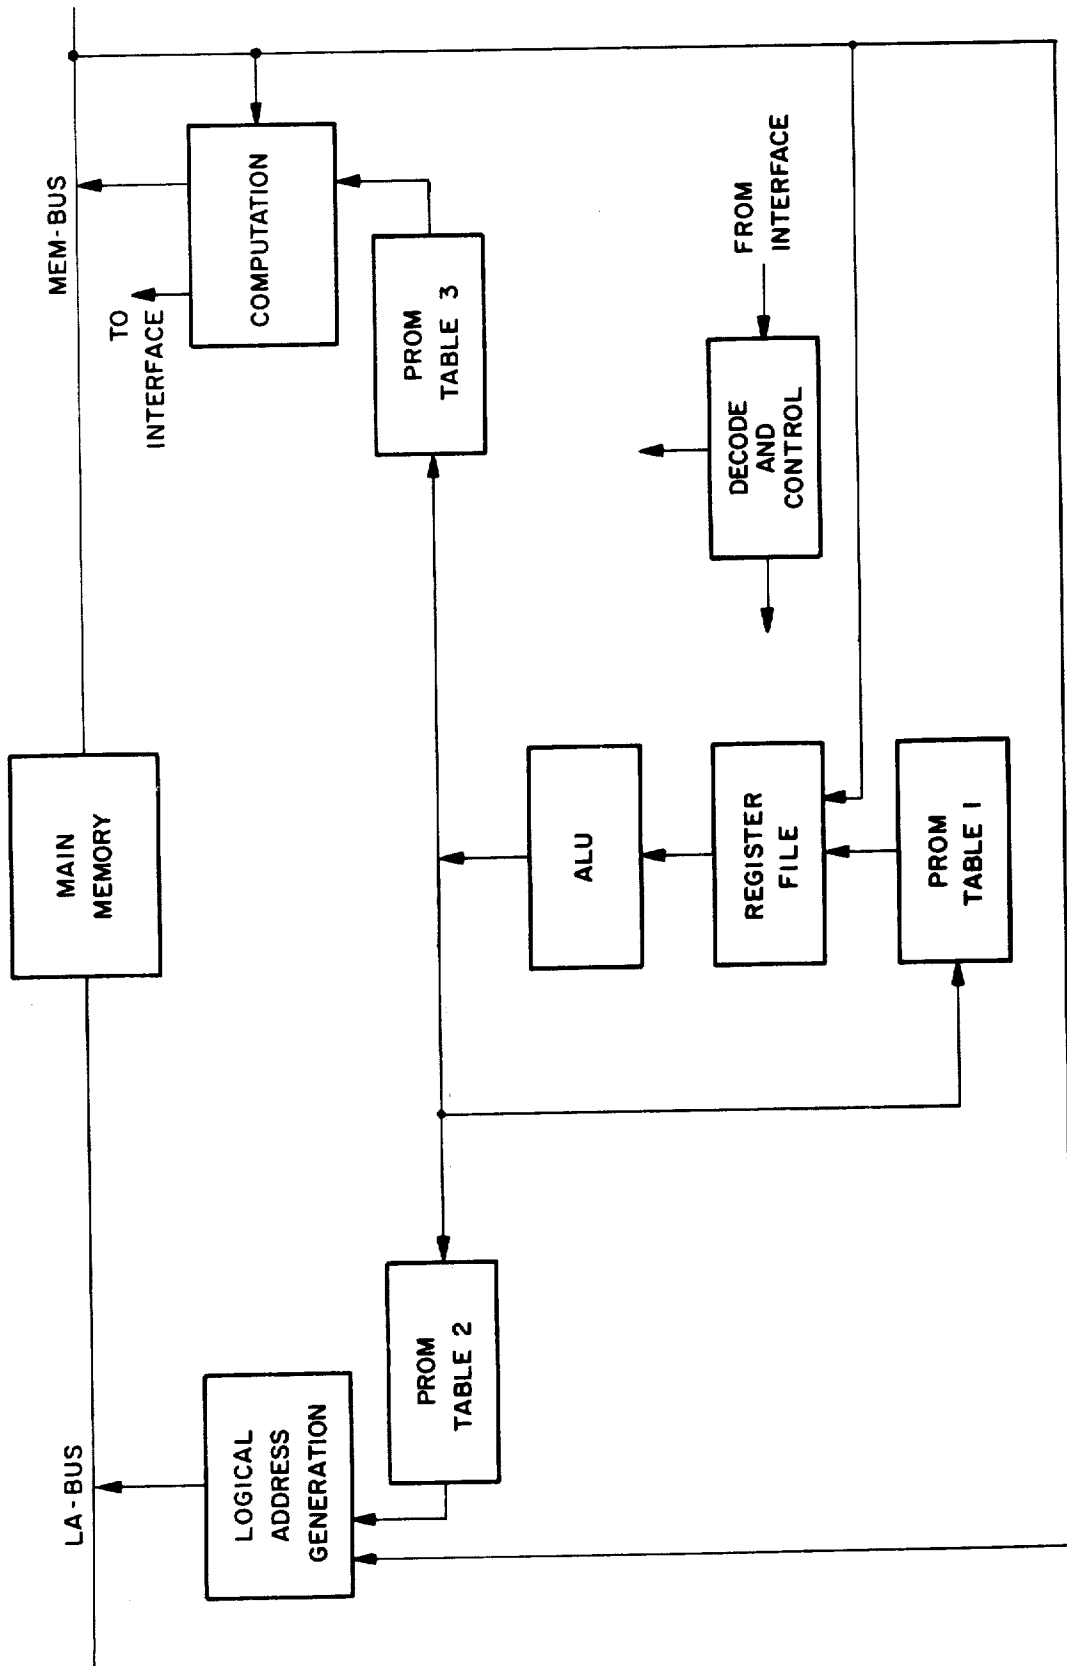 LA-BUS
MEM-BUS
MAIN
MEMORY
TO
INTERFACE
LOGICAL
ADDRESS
GENERATION
COMPUTATION
PROM
TABLE 2
PROM
TABLE 3
ALU
REGISTER
FILE
DECODE
AND
CONTROL
FROM
INTERFACE
PROM
TABLE 1